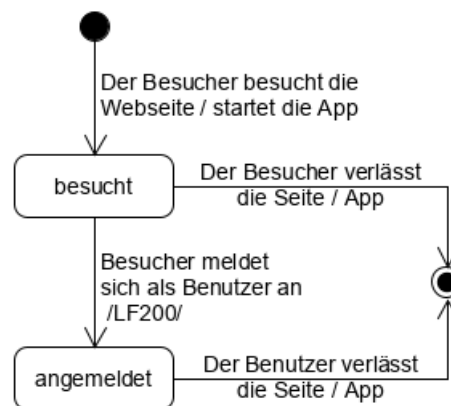 Der Besucher besucht die
Webseite / startet die App
besucht
Der Besucher verlässt
die Seite / App
Besucher meldet
sich als Benutzer an
/LF200/
angemeldet
Der Benutzer verlässt
die Seite / App